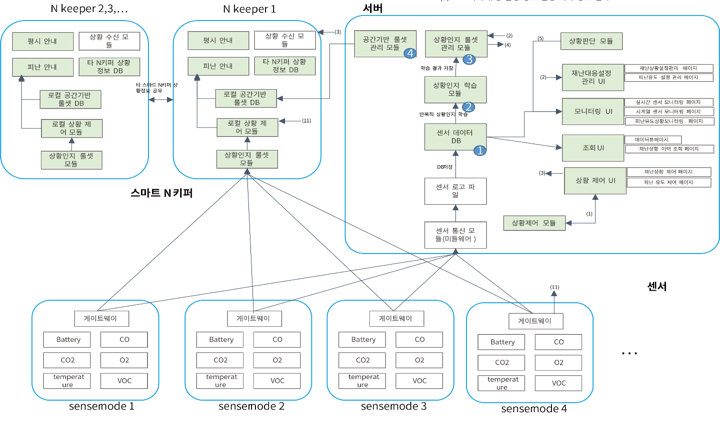 N keeper 2,3,...
N keeper 1
서버
평시 안내
상황 수신 모
듈
피난 안내
타 N키퍼 상황
정보 DB
로컬 공간기반
룰셋 DB
로컬 상황 제
어 모듈
상황인지 룰셋
모듈
타 스마트 N키퍼 상
황정보 공유
평시 안내
상황 수신 모
듈
피난 안내
타 N키퍼 상황
정보 DB
로컬 공간기반
룰셋 DB
로컬 상황 제
어 모듈
상황인지 룰셋
모듈
(3)
(11)
스마트 N키퍼
공간기반 룰셋
관리 모듈
4
상황인지 룰셋
관리 모듈
3
(2)
(4)
학습 결과 저장
상황인지 학습
모듈
2
반복적 상황인지 학습
센서 데이터
DB
1
DB저장
센서 로고 파
일
센서 통신 모
듈(미들웨어)
(5)
상황판단 모듈
(2)
재난대응설정
관리 UI
재난상황설정관리 페이지
피난유도 설정 관리 페이지
모니터링 UI
실시간 센서 모니터링 페이지
시계열 센서 모니터링 페이지
피난유도상황모니터링 페이지
조회 UI
데이터뷰페이지
재난상황 이력 조회 페이지
(3)
상황 제어 UI
재난상황 제어 페이지
피난 유도 제어 페이지
(1)
상황제어 모듈
센서
(11)
게이트웨이
Battery
CO
CO2
O2
temperat
ure
VOC
sensemode 1
게이트웨이
Battery
CO
CO2
O2
temperat
ure
VOC
sensemode 2
게이트웨이
Battery
CO
CO2
O2
temperat
ure
VOC
sensemode 3
게이트웨이
Battery
CO
CO2
O2
temperat
ure
VOC
sensemode 4
...